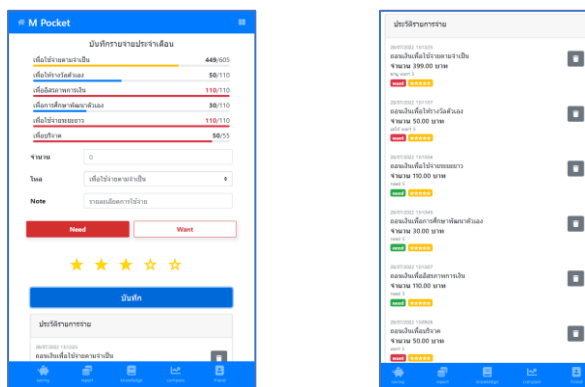 M Pocket
บันทึกรายจ่ายประจำเดือน
เพื่อใช้จ่ายตามจำเป็น 449/605
เพื่อให้รางวัลตัวเอง 50/110
เพื่ออิสรภาพการเงิน 110/110
เพื่อการศึกษาพัฒนาตัวเอง 30/110
เพื่อใช้จ่ายระยะยาว 110/110
เพื่อบริจาค 50/55
จำนวน 0
โหล เพื่อใช้จ่ายตามจำเป็น
Note รายละเอียดการใช้จ่าย
Need Want
บันทึก
ประวัติรายการจ่าย
ถอนเงินเพื่อใช้จ่ายตามจำเป็น
saving report knowledge compare friend
ประวัติรายการจ่าย
ถอนเงินเพื่อใช้จ่ายตามจำเป็น
จำนวน 399.00 บาท
want
ถอนเงินเพื่อให้รางวัลตัวเอง
จำนวน 50.00 บาท
want
ถอนเงินเพื่อใช้จ่ายระยะยาว
จำนวน 110.00 บาท
need 5
need
ถอนเงินเพื่อการศึกษาพัฒนาตัวเอง
จำนวน 30.00 บาท
need 5
need
ถอนเงินเพื่ออิสรภาพการเงิน
จำนวน 110.00 บาท
need 5
need
ถอนเงินเพื่อบริจาค
จำนวน 50.00 บาท
want 5
want
saving report knowledge compare friend